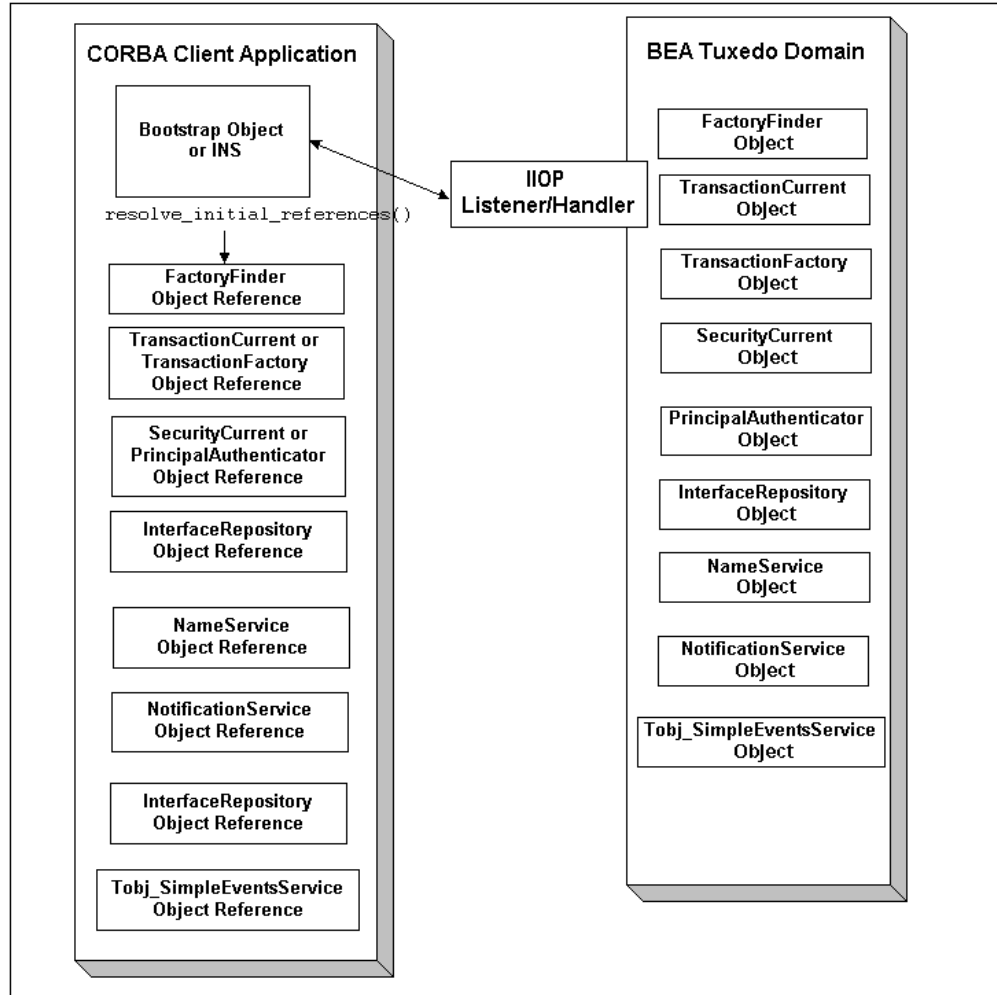 CORBA Client Application
Bootstrap Object
or INS
resolve_initial_references()
FactoryFinder
Object Reference
TransactionCurrent or
TransactionFactory
Object Reference
SecurityCurrent or
PrincipalAuthenticator
Object Reference
InterfaceRepository
Object Reference
NameService
Object Reference
NotificationService
Object Reference
InterfaceRepository
Object Reference
Tobj_SimpleEventsService
Object Reference
IIOP
Listener/Handler
BEA Tuxedo Domain
FactoryFinder
Object
TransactionCurrent
Object
TransactionFactory
Object
SecurityCurrent
Object
PrincipalAuthenticator
Object
InterfaceRepository
Object
NameService
Object
NotificationService
Object
Tobj_SimpleEventsService
Object